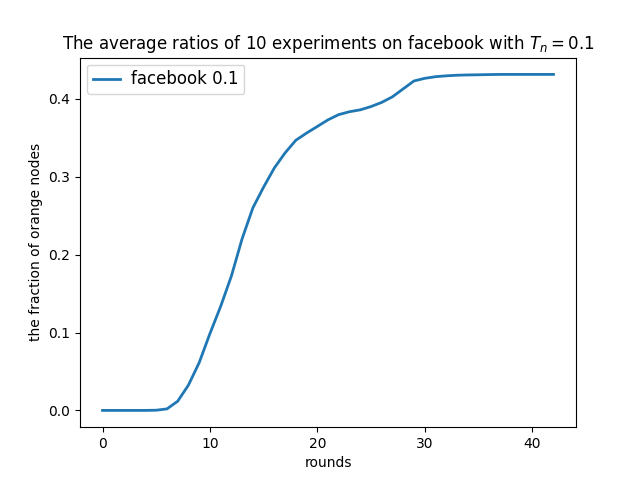 The average ratios of 10 experiments on facebook with Tₙ = 0.1
facebook 0.1
the fraction of orange nodes
0.4
0.3
0.2
0.1
0.0
0
10
20
30
40
rounds